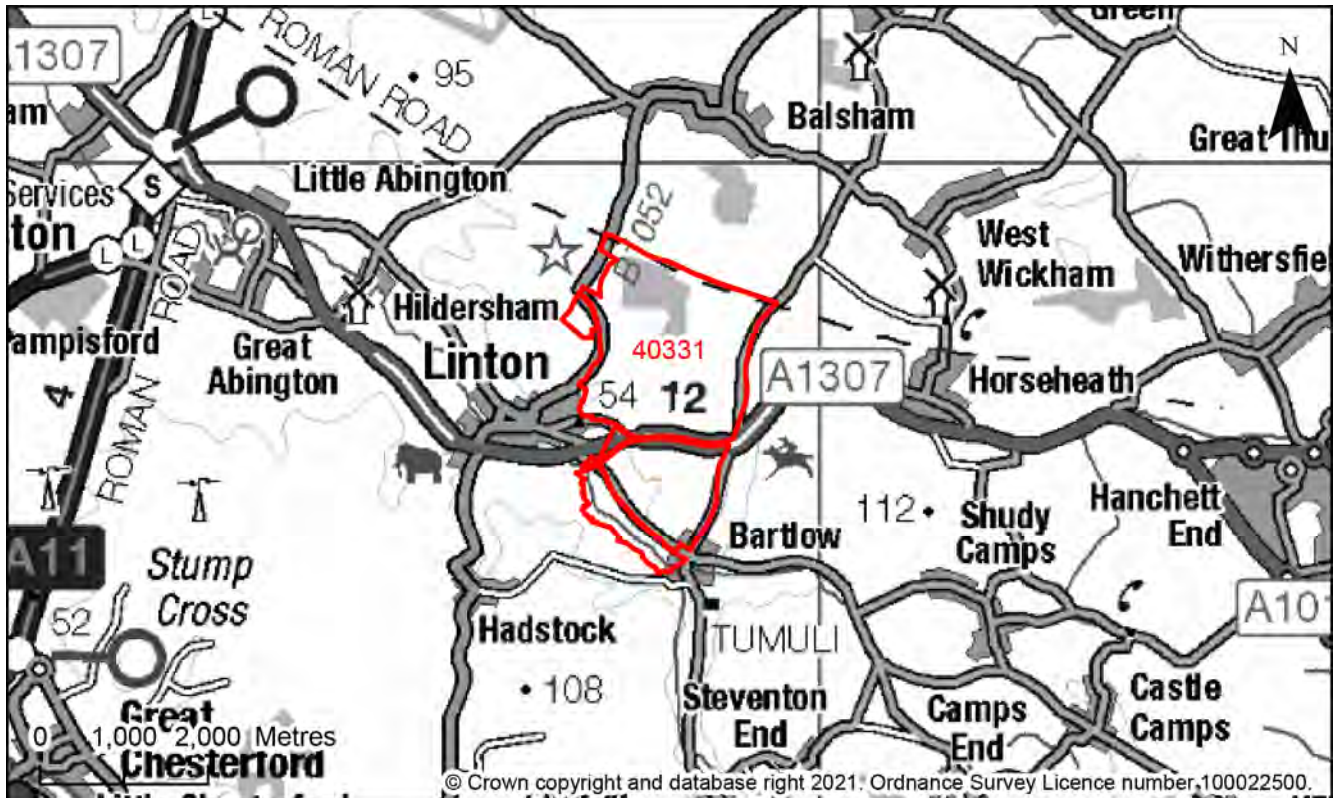 L
Green
A1307
ROMAN ROAD
95
N
am
Balsham
Great Thu
Little Abington
Services
S
B1052
ton
L
L
West
Wickham
Withersfie
ROMAN ROAD
Hildersham
ampisford
Great
Abington
Linton
40331
A1307
Horseheath
4
54
12
112
Shudy
Camps
Hanchett
End
Bartlow
A11
Stump
Cross
A101
52
Hadstock
TUMULI
108
Steventon
End
Camps
End
Castle
Camps
Great
Chesterford
0 1,000 2,000 Metres
© Crown copyright and database right 2021. Ordnance Survey Licence number 100022500.